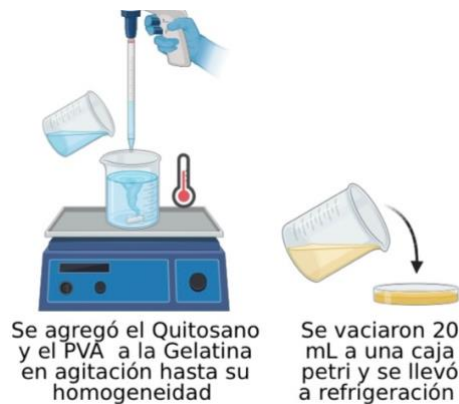 Se agregó el Quitosano
y el PVA a la Gelatina
en agitación hasta su
homogeneidad
Se vaciaron 20
mL a una caja
petri y se llevó
a refrigeración